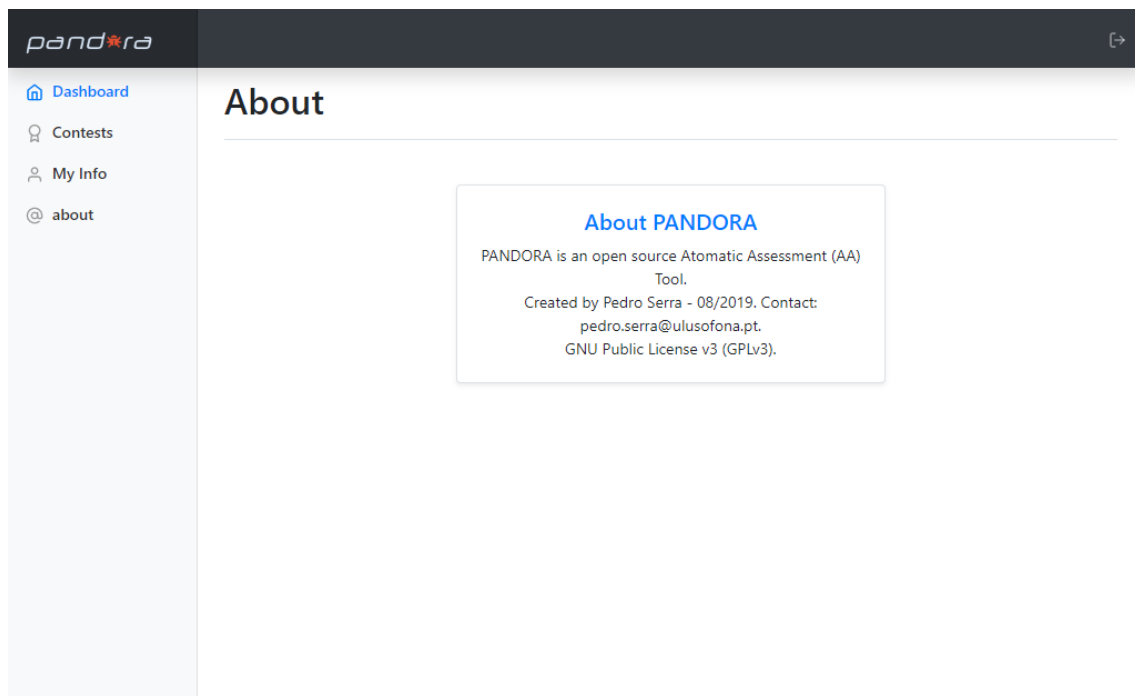 pandora
Dashboard
Contests
My Info
about
About
About PANDORA
PANDORA is an open source Atomatic Assessment (AA)
Tool.
Created by Pedro Serra - 08/2019. Contact:
pedro.serra@ulusofona.pt.
GNU Public License v3 (GPLv3).